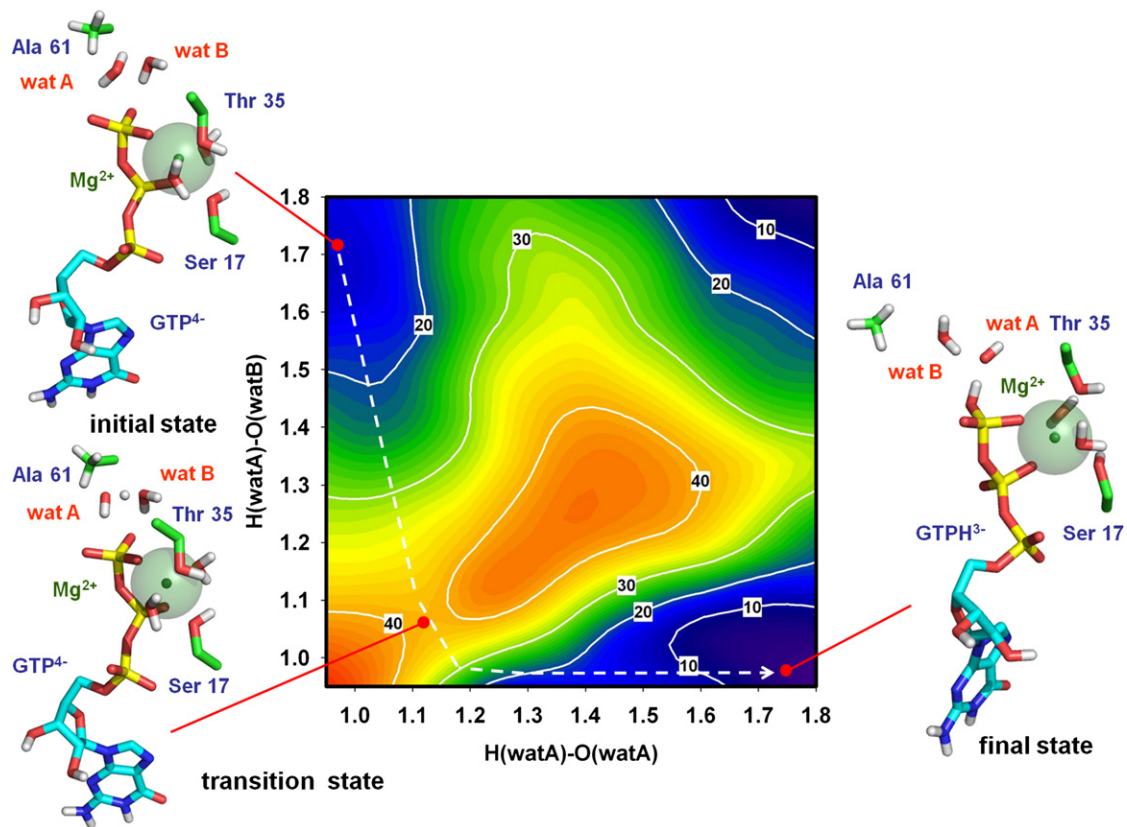 Ala 61
wat B
wat A
Thr 35
Mg2+
Ser 17
GTP4-
initial state
Ala 61
wat B
wat A
Thr 35
Mg2+
GTP4-
Ser 17
transition state
H(watA)-O(watB)
1.8
1.7
1.6
1.5
1.4
1.3
1.2
1.1
1.0
30
10
20
20
40
30
20
10
40
10
1.0 1.1 1.2 1.3 1.4 1.5 1.6 1.7 1.8
H(watA)-O(watA)
Ala 61
wat A
Thr 35
wat B
Mg2+
GTPH3-
Ser 17
final state